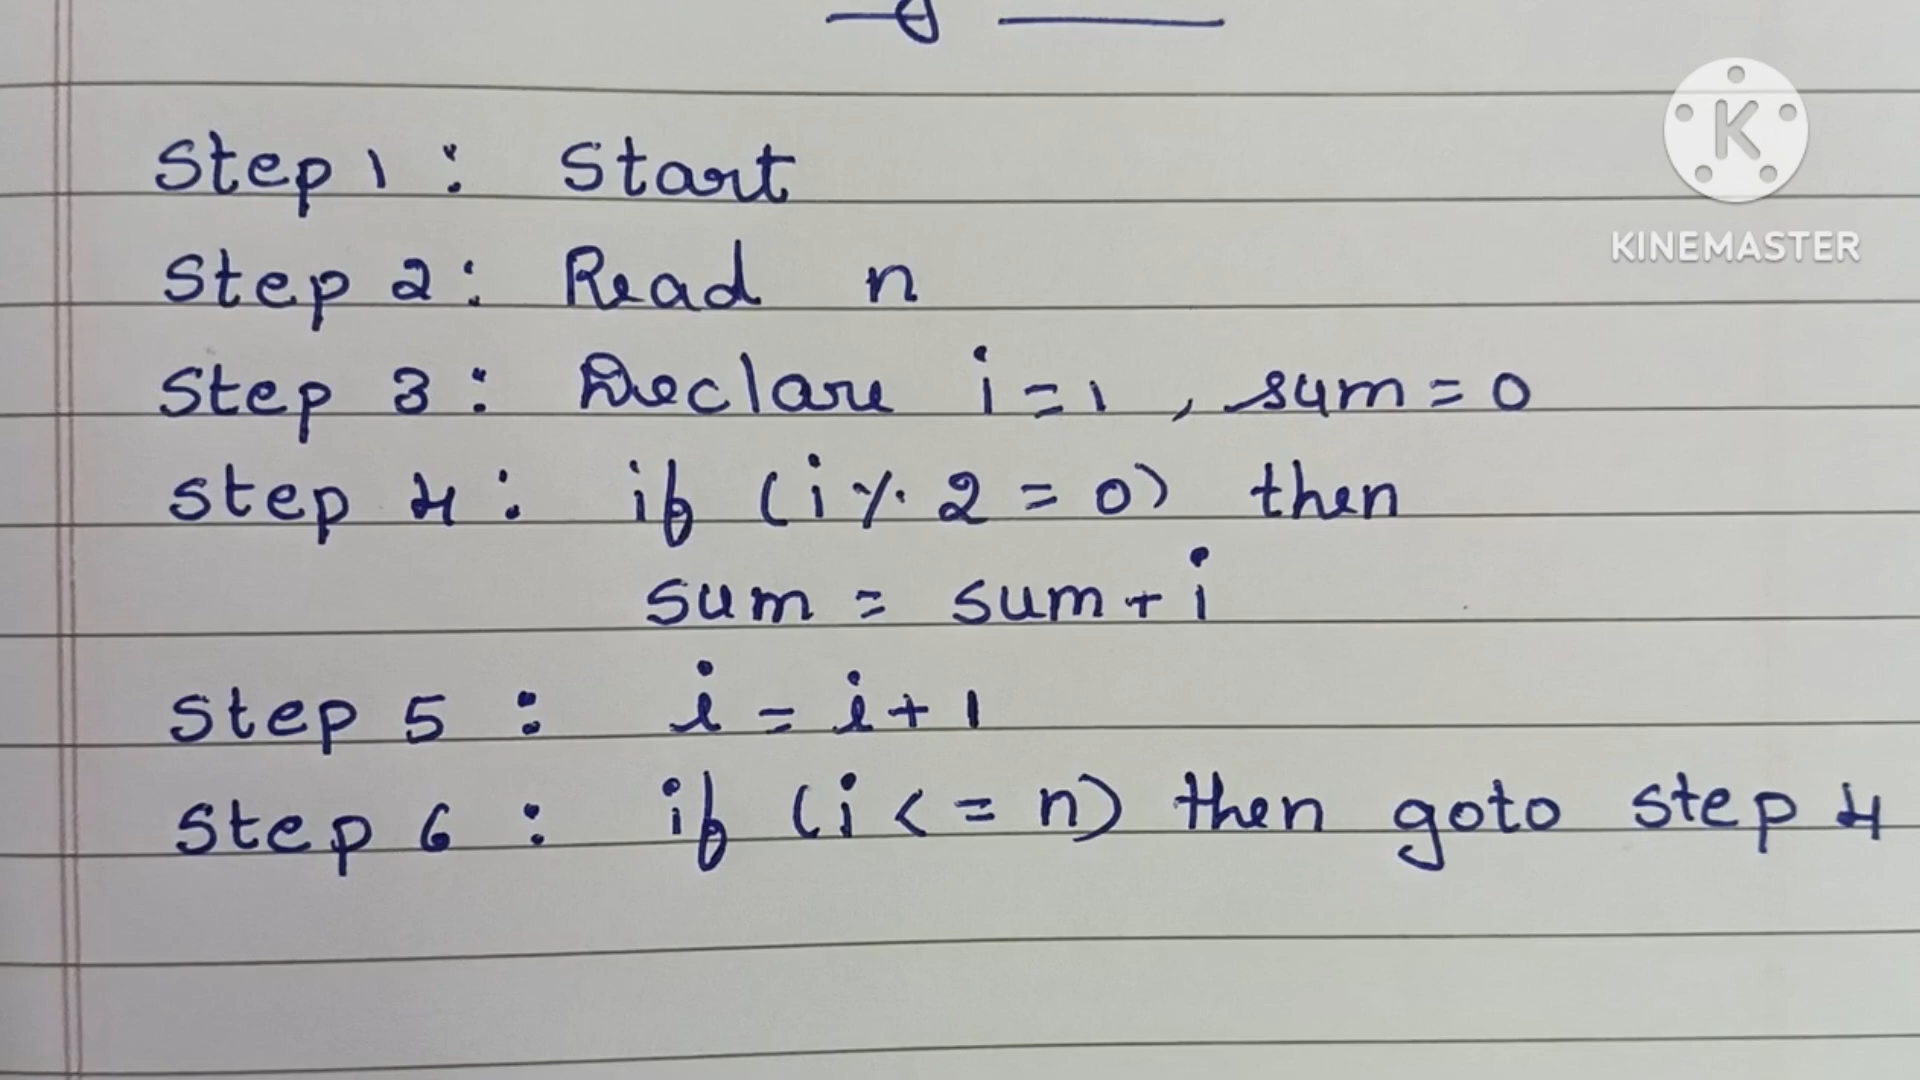 Step 1 : Start
Step 2 : Read n
Step 3 : Declare i = 1 , sum = 0
step 4 : if (i % 2 = 0) then
sum = sum + i
step 5 : i = i + 1
step 6 : if (i < = n) then goto step 4
K
KINEMASTER